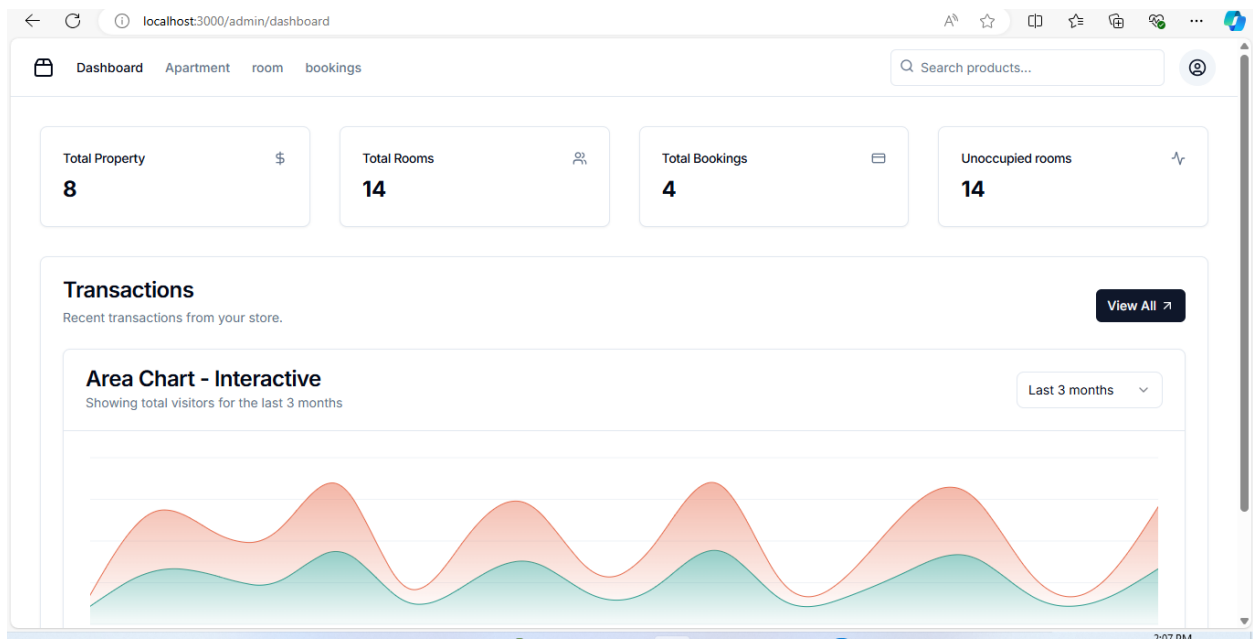 localhost:3000/admin/dashboard
Dashboard Apartment room bookings Search products...
Total Property $ Total Rooms Total Bookings Unoccupied rooms
8 14 4 14
Transactions
Recent transactions from your store.
View All
Area Chart - Interactive
Showing total visitors for the last 3 months
Last 3 months